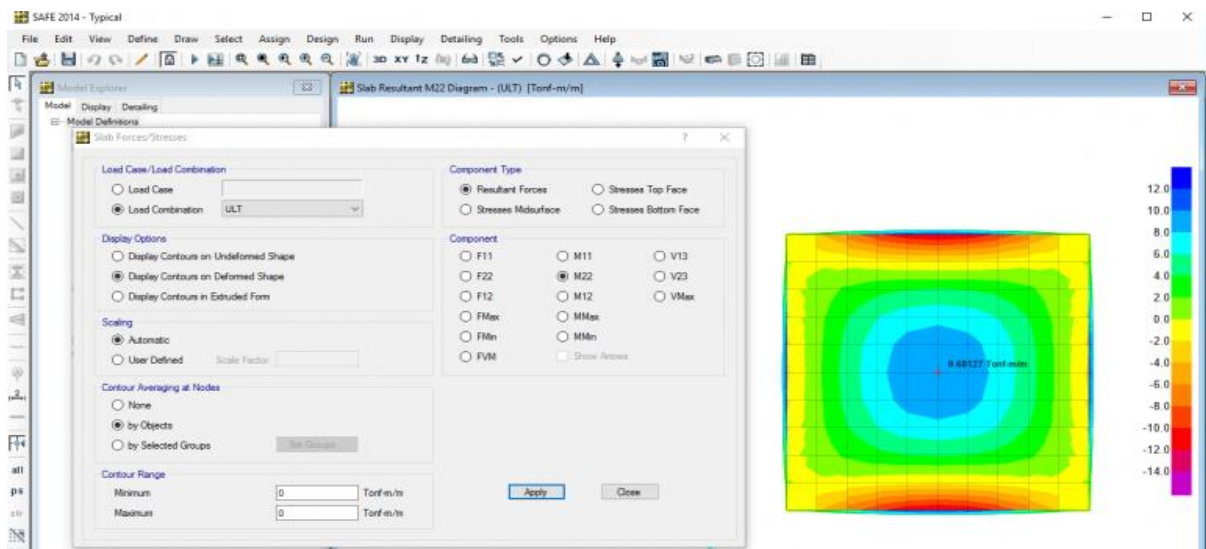 SAFE 2014 - Typical
File Edit View Define Draw Select Assign Design Run Display Detailing Tools Options Help
3D XY
Model Explorer
Slab Resultant M22 Diagram - (ULT) [Tonf-m/m]
Model Display Detailing
Model Definitions
Slab Forces/Stresses
Load Case/Load Combination
Load Case
Load Combination ULT
Component Type
Resultant Forces Stresses Top Face
Stresses Midsurface Stresses Bottom Face
Display Options
Display Contours on Undeformed Shape
Display Contours on Deformed Shape
Display Contours in Extruded Form
Component
F11 M11 V13
F22 M22 V23
F12 M12 VMax
FMax MMax
FMin MMin
FVM Show Arrows
Scaling
Automatic
User Defined Scale Factor
Contour Averaging at Nodes
None
by Objects
by Selected Groups Set Groups...
Contour Range
Minimum 0 Tonf-m/m
Maximum 0 Tonf-m/m
Apply Close
all
ps
clr
12.0
10.0
8.0
6.0
4.0
2.0
0.0
-2.0
-4.0
-6.0
-8.0
-10.0
-12.0
-14.0